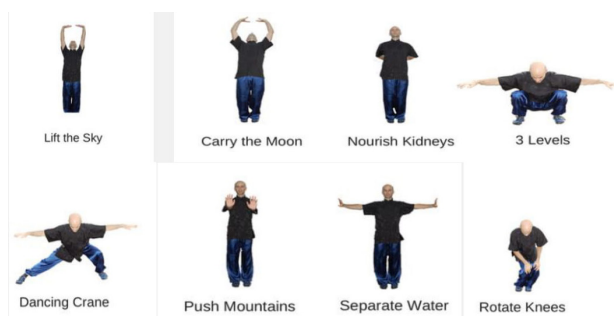 Lift the Sky
Carry the Moon
Nourish Kidneys
3 Levels
Dancing Crane
Push Mountains
Separate Water
Rotate Knees